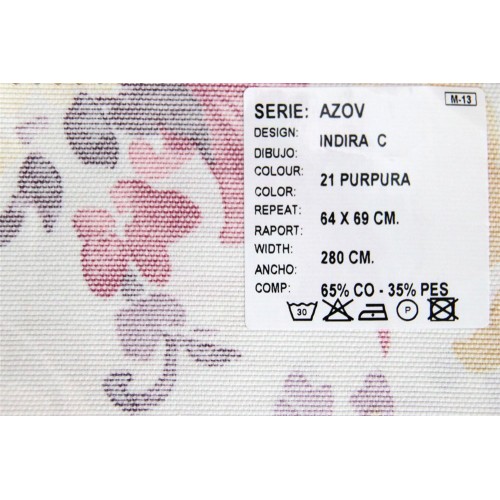 M-13
SERIE: AZOV
DESIGN:
DIBUJO: INDIRA C
COLOUR:
COLOR: 21 PURPURA
REPEAT:
RAPORT: 64 X 69 CM.
WIDTH:
ANCHO: 280 CM.
COMP: 65% CO - 35% PES
30 P